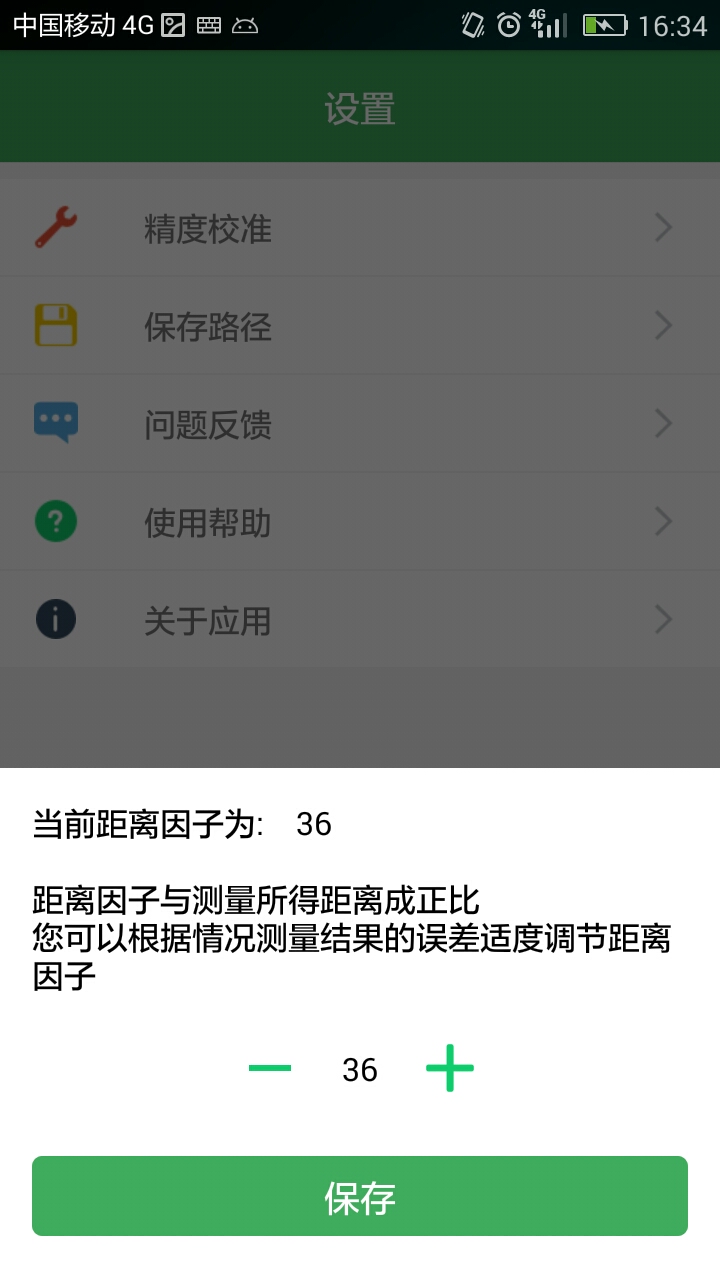 中国移动 4G 4G 16:34
设置
精度校准
保存路径
问题反馈
使用帮助
关于应用
当前距离因子为: 36
距离因子与测量所得距离成正比
您可以根据情况测量结果的误差适度调节距离
因子
36
保存